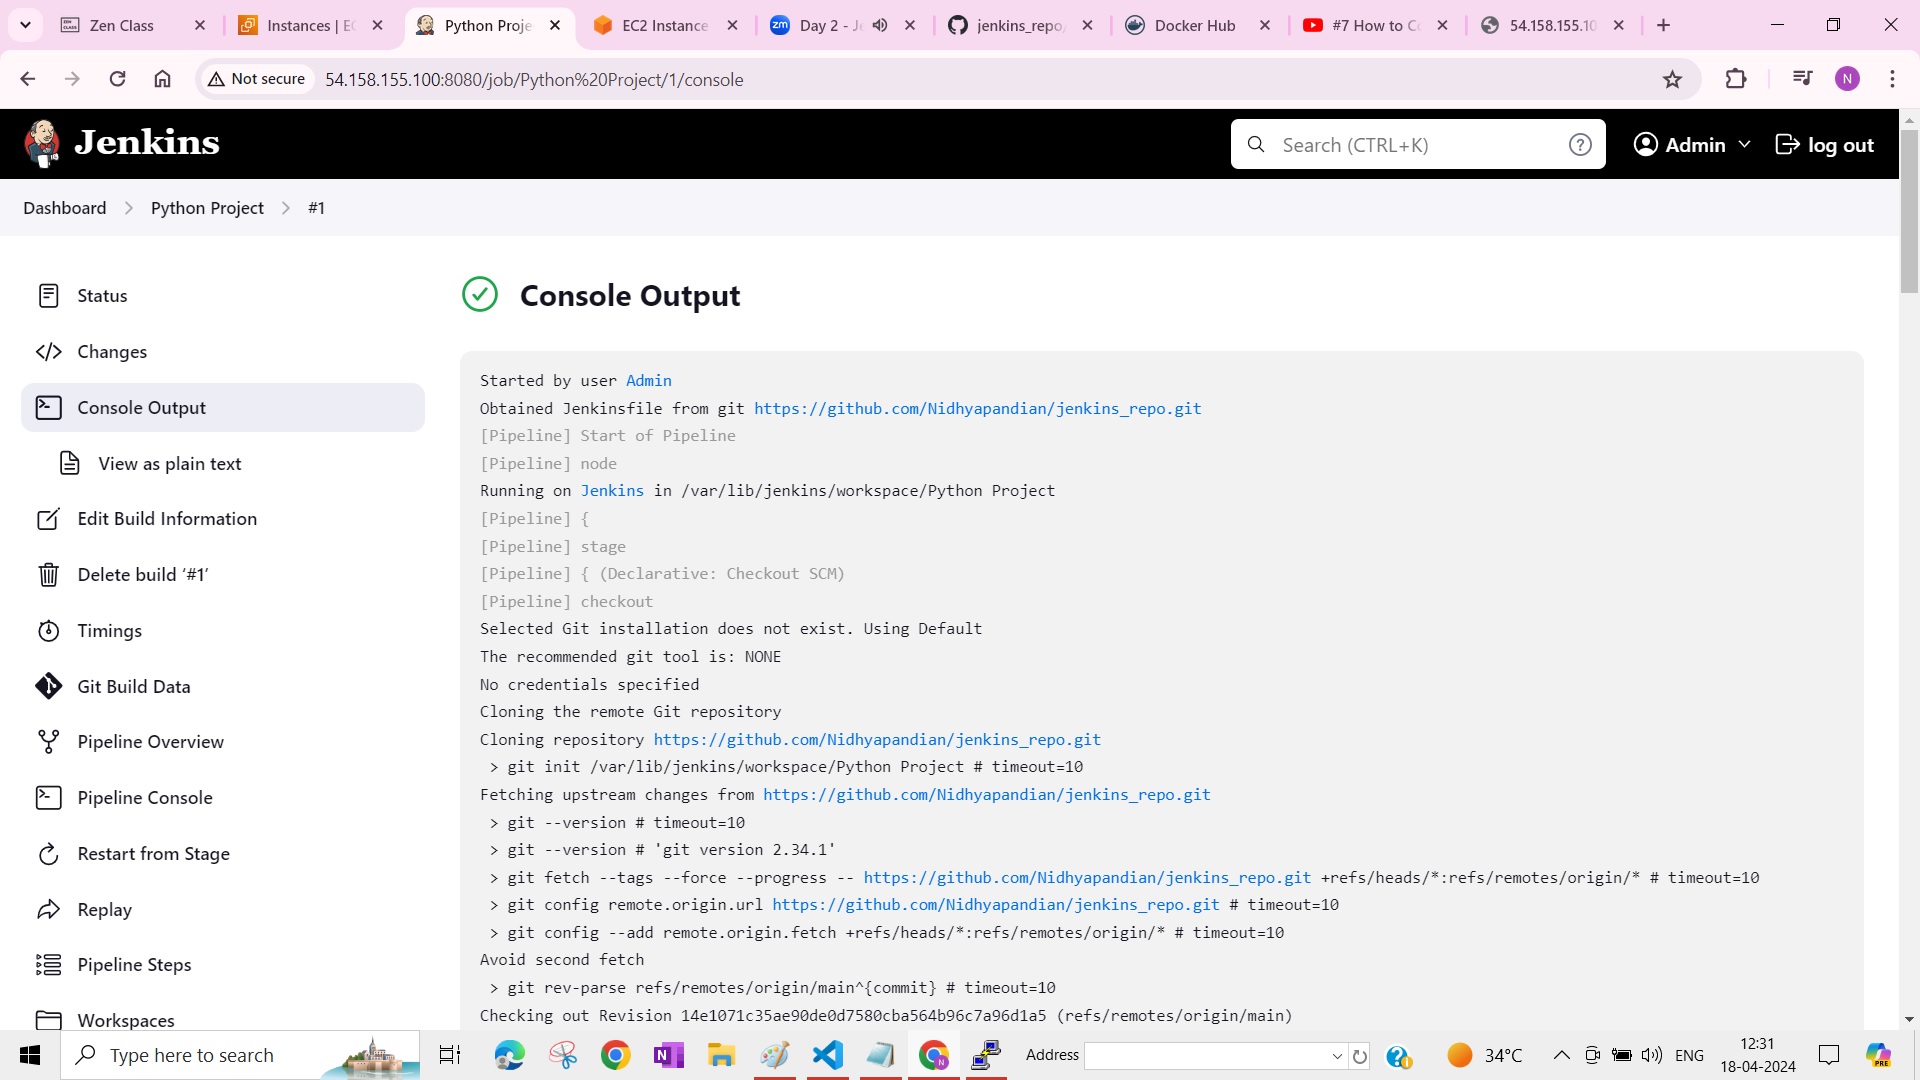 Zen Class
Instances | EC
Python Proje
EC2 Instance
zm
Day 2 - Je
jenkins_repo/
Docker Hub
#7 How to Co
54.158.155.10
Not secure
54.158.155.100:8080/job/Python%20Project/1/console
N
Jenkins
Search (CTRL+K)
?
Admin
log out
Dashboard
Python Project
#1
Status
Changes
Console Output
View as plain text
Edit Build Information
Delete build ‘#1’
Timings
Git Build Data
Pipeline Overview
Pipeline Console
Restart from Stage
Replay
Pipeline Steps
Workspaces
Console Output
Started by user Admin
Obtained Jenkinsfile from git https://github.com/Nidhyapandian/jenkins_repo.git
[Pipeline] Start of Pipeline
[Pipeline] node
Running on Jenkins in /var/lib/jenkins/workspace/Python Project
[Pipeline] {
[Pipeline] stage
[Pipeline] { (Declarative: Checkout SCM)
[Pipeline] checkout
Selected Git installation does not exist. Using Default
The recommended git tool is: NONE
No credentials specified
Cloning the remote Git repository
Cloning repository https://github.com/Nidhyapandian/jenkins_repo.git
> git init /var/lib/jenkins/workspace/Python Project # timeout=10
Fetching upstream changes from https://github.com/Nidhyapandian/jenkins_repo.git
> git --version # timeout=10
> git --version # 'git version 2.34.1'
> git fetch --tags --force --progress -- https://github.com/Nidhyapandian/jenkins_repo.git +refs/heads/*:refs/remotes/origin/* # timeout=10
> git config remote.origin.url https://github.com/Nidhyapandian/jenkins_repo.git # timeout=10
> git config --add remote.origin.fetch +refs/heads/*:refs/remotes/origin/* # timeout=10
Avoid second fetch
> git rev-parse refs/remotes/origin/main^{commit} # timeout=10
Checking out Revision 14e1071c35ae90de0d7580cba564b96c7a96d1a5 (refs/remotes/origin/main)
Type here to search
Address
34°C
ENG
12:31
18-04-2024
PRE